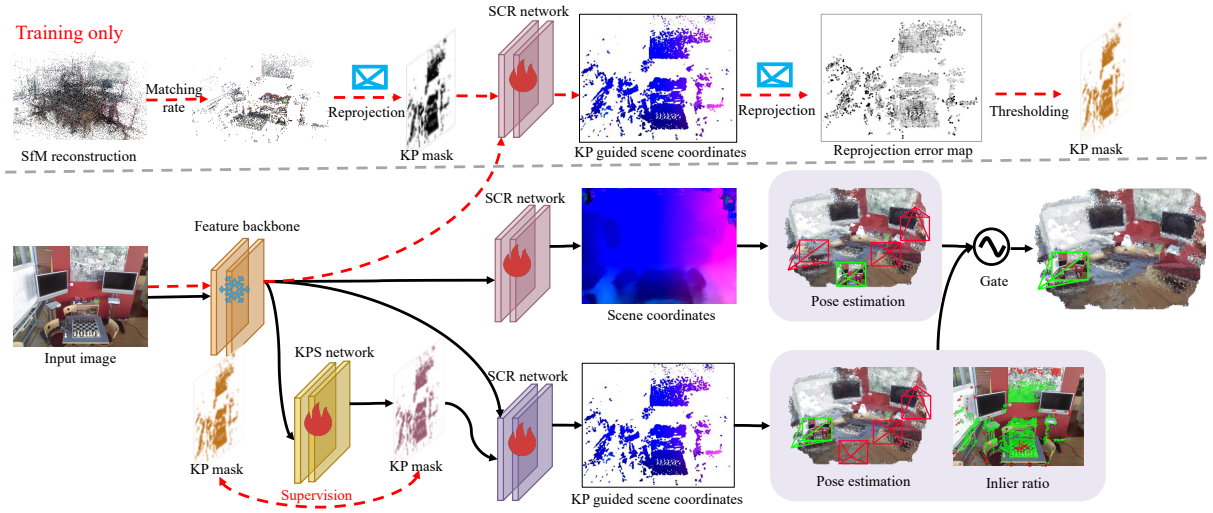 Training only
SCR network
Matching
rate
Reprojection
Reprojection
Thresholding
SfM reconstruction
KP mask
KP guided scene coordinates
Reprojection error map
KP mask
Feature backbone
SCR network
Input image
Scene coordinates
Pose estimation
Gate
KPS network
SCR network
KP mask
KP mask
Supervision
KP guided scene coordinates
Pose estimation
Inlier ratio